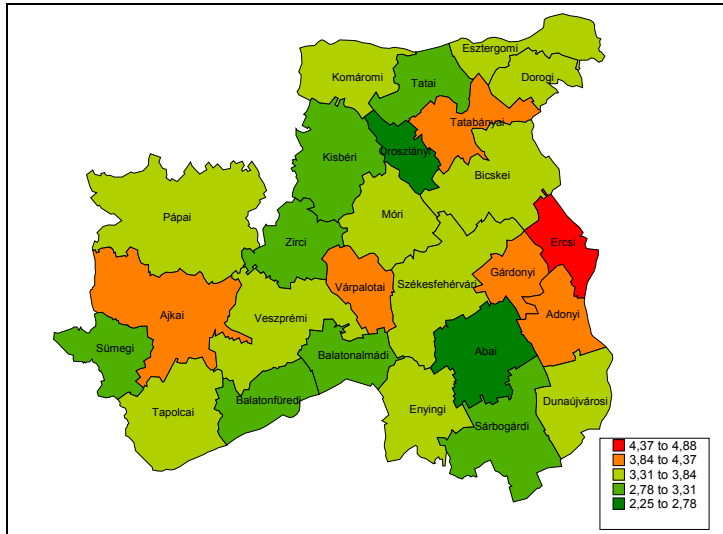 Esztergomi
Komáromi
Tatai
Dorogi
Tatabányai
Oroszlányi
Kisbéri
Bicskei
Pápai
Móri
Zirci
Ercsi
Gárdonyi
Várpalotai
Székesfehérvári
Ajkai
Adonyi
Veszprémi
Sümegi
Balatonalmádi
Abai
Balatonfüredi
Dunaújvárosi
Tapolcai
Enyingi
Sárbogárdi
4,37 to 4,88
3,84 to 4,37
3,31 to 3,84
2,78 to 3,31
2,25 to 2,78